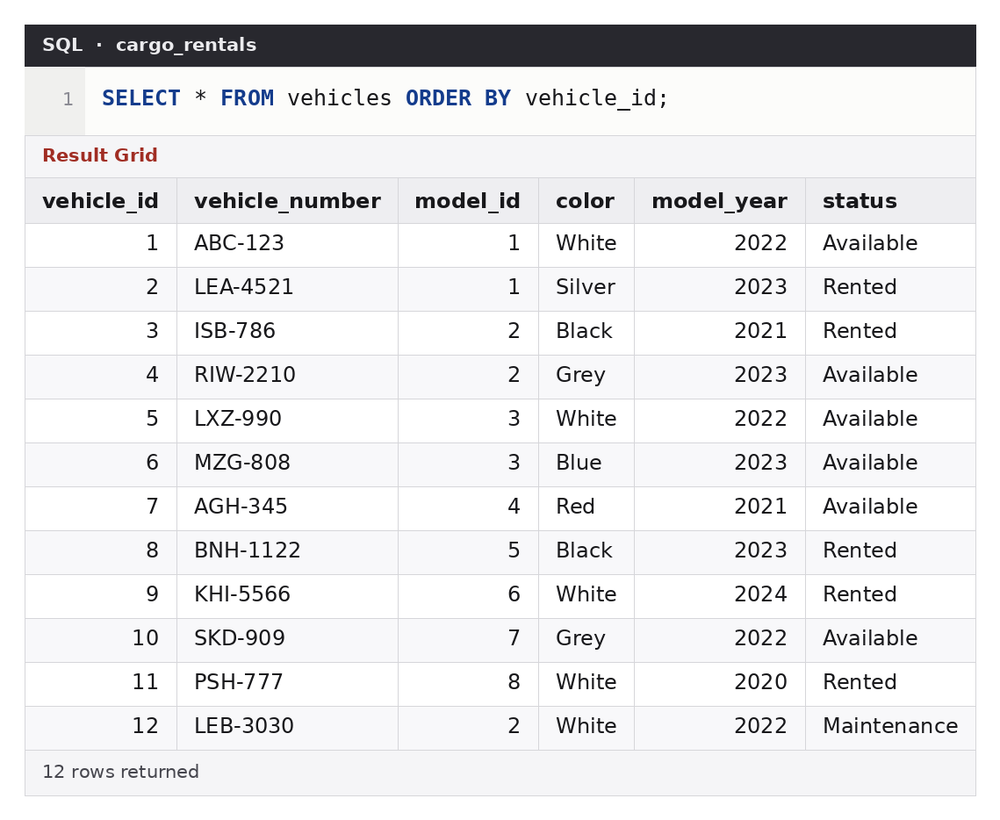 SQL · cargo_rentals
1 SELECT * FROM vehicles ORDER BY vehicle_id;
Result Grid
vehicle_id vehicle_number model_id color model_year status
1 ABC-123 1 White 2022 Available
2 LEA-4521 1 Silver 2023 Rented
3 ISB-786 2 Black 2021 Rented
4 RIW-2210 2 Grey 2023 Available
5 LXZ-990 3 White 2022 Available
6 MZG-808 3 Blue 2023 Available
7 AGH-345 4 Red 2021 Available
8 BNH-1122 5 Black 2023 Rented
9 KHI-5566 6 White 2024 Rented
10 SKD-909 7 Grey 2022 Available
11 PSH-777 8 White 2020 Rented
12 LEB-3030 2 White 2022 Maintenance
12 rows returned